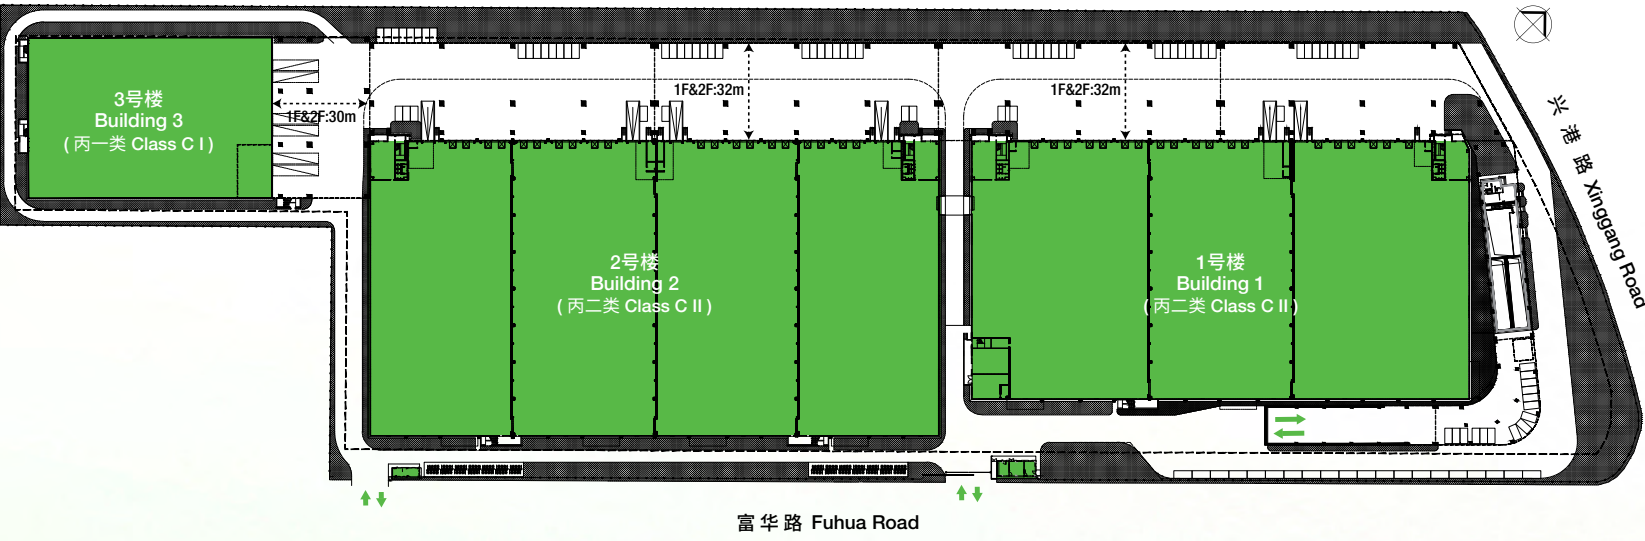 3号楼
Building 3
( 丙一类 Class C I )
1F&2F:30m
1F&2F:32m
1F&2F:32m
2号楼
Building 2
( 丙二类 Class C II )
1号楼
Building 1
( 丙二类 Class C II )
兴港路 Xinggang Road
富华路 Fuhua Road